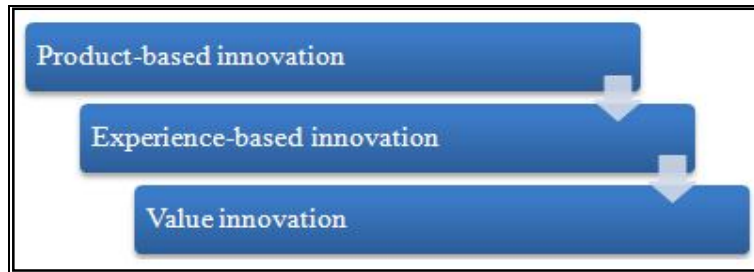 Product-based innovation
Experience-based innovation
Value innovation